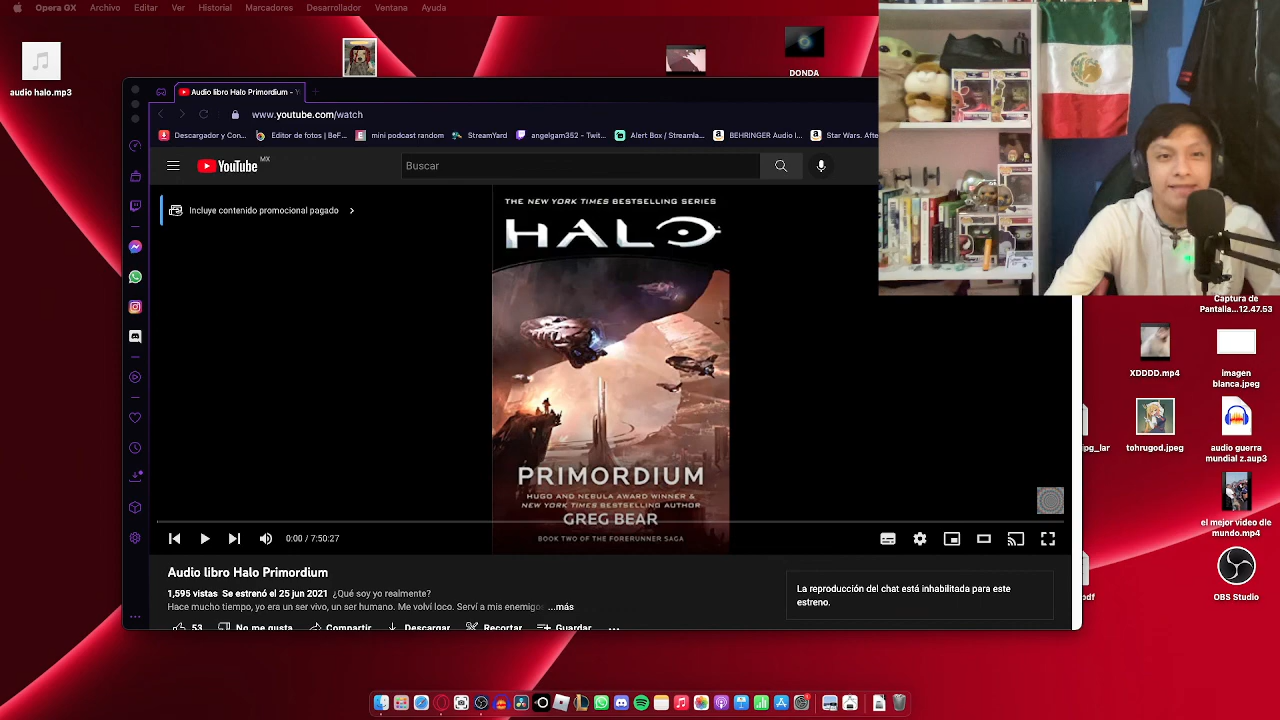 Opera GX Archivo Editar Ver Historial Marcadores Desarrollador Ventana Ayuda
audio halo.mp3
DONDA
Audio libro Halo Primordium -
www.youtube.com/watch
Descargador y Con...
Editor de fotos | BeF...
mini podcast random
StreamYard
angelgam362 - Twit...
Alert Box / Streamla...
BEHRINGER Audio I...
Star Wars. After
YouTube MX
Buscar
Incluye contenido promocional pagado
THE NEW YORK TIMES BESTSELLING SERIES
HALO
PRIMORDIUM
HUGO AND NEBULA AWARD WINNER &
NEW YORK TIMES BESTSELLING AUTHOR
GREG BEAR
BOOK TWO OF THE FORERUNNER SAGA
0:00 / 7:50:27
Audio libro Halo Primordium
1,595 vistas Se estrenó el 25 jun 2021 ¿Qué soy yo realmente?
Hace mucho tiempo, yo era un ser vivo, un ser humano. Me volví loco. Serví a mis enemigo ...más
53 No me gusta Compartir Descargar Recortar Guardar ...
La reproducción del chat está inhabilitada para este
estreno.
Captura de
Pantalla...12.47.53
XDDDD.mp4
imagen
blanca.jpeg
jpg_lar
tohrugod.jpeg
audio guerra
mundial z.aup3
el mejor video dle
mundo.mp4
pdf
OBS Studio